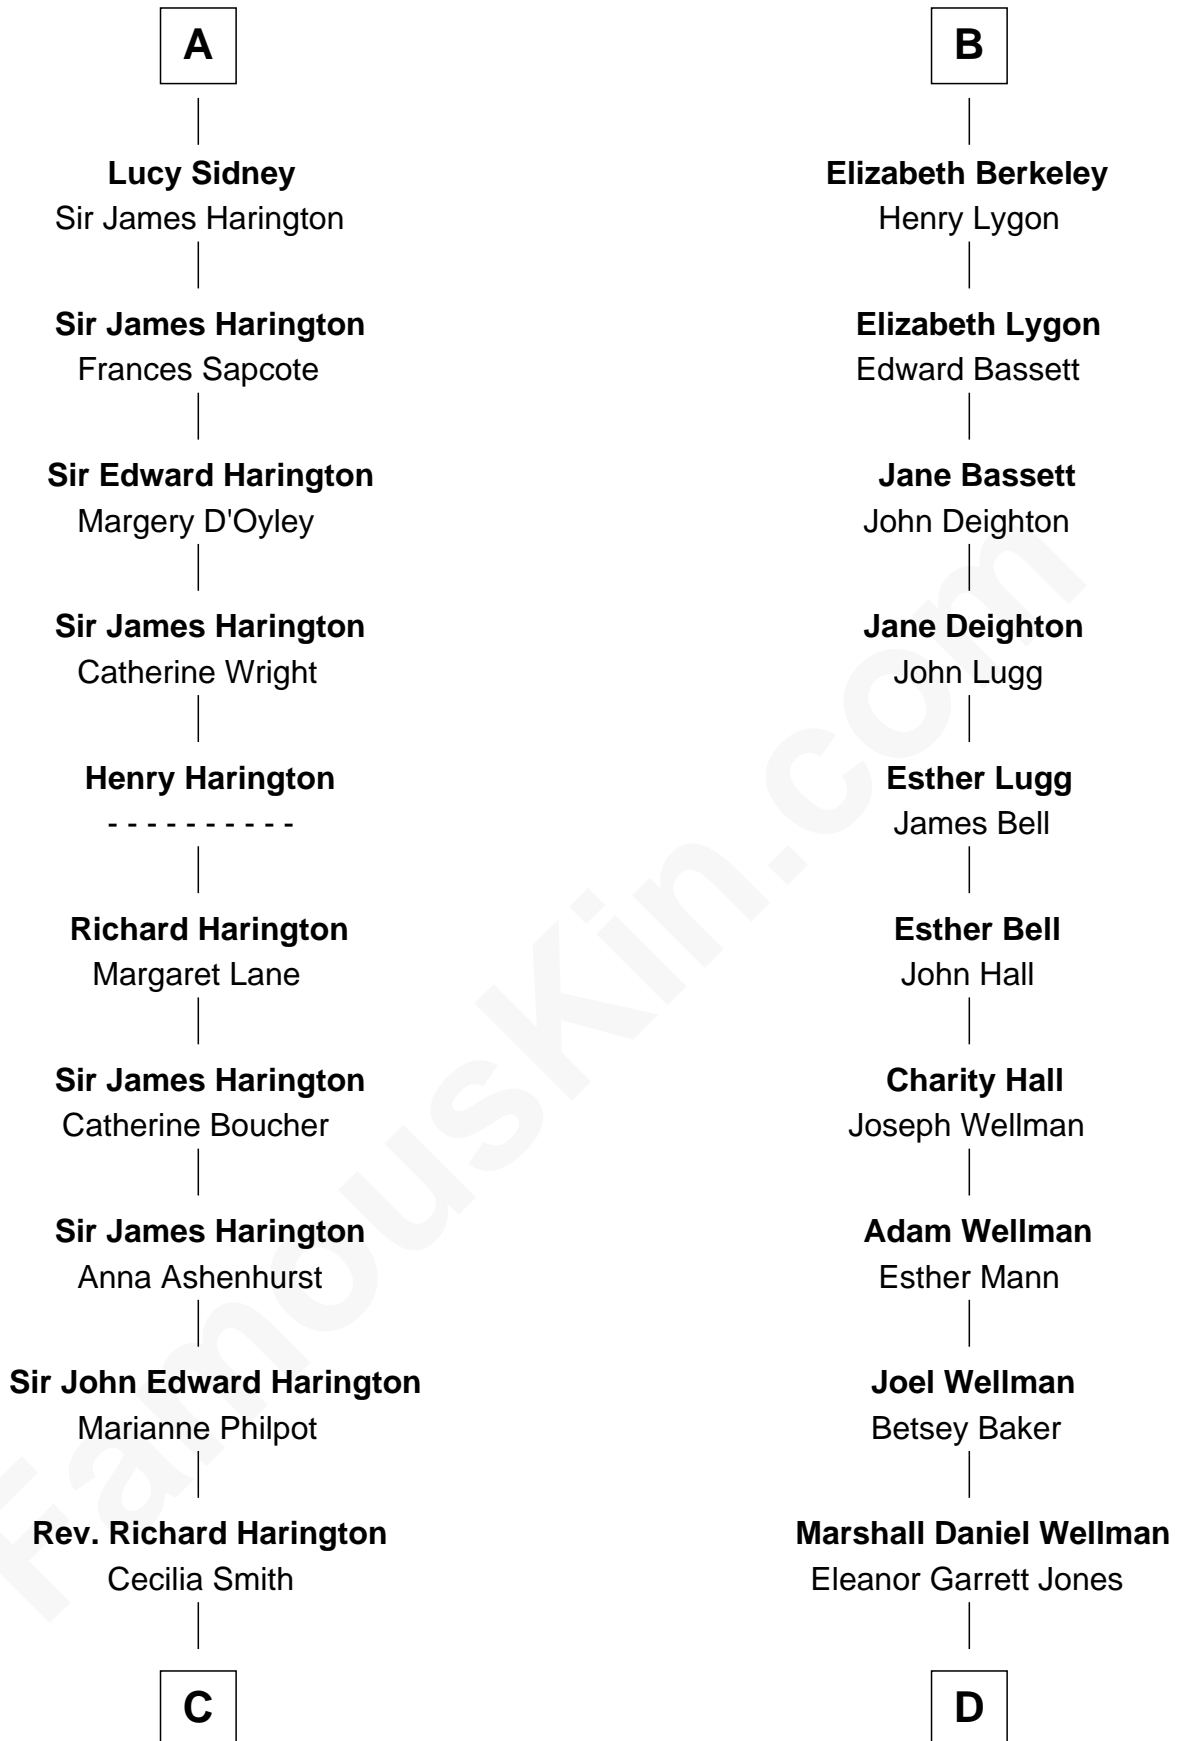 A
Lucy Sidney
Sir James Harington
Sir James Harington
Frances Sapcote
Sir Edward Harington
Margery D'Oyley
Sir James Harington
Catherine Wright
Henry Harington
- - - - - - - - - -
Richard Harington
Margaret Lane
Sir James Harington
Catherine Boucher
Sir James Harington
Anna Ashenhurst
Sir John Edward Harington
Marianne Philpot
Rev. Richard Harington
Cecilia Smith
C
B
Elizabeth Berkeley
Henry Lygon
Elizabeth Lygon
Edward Bassett
Jane Bassett
John Deighton
Jane Deighton
John Lugg
Esther Lugg
James Bell
Esther Bell
John Hall
Charity Hall
Joseph Wellman
Adam Wellman
Esther Mann
Joel Wellman
Betsey Baker
Marshall Daniel Wellman
Eleanor Garrett Jones
D
FamousKin.com